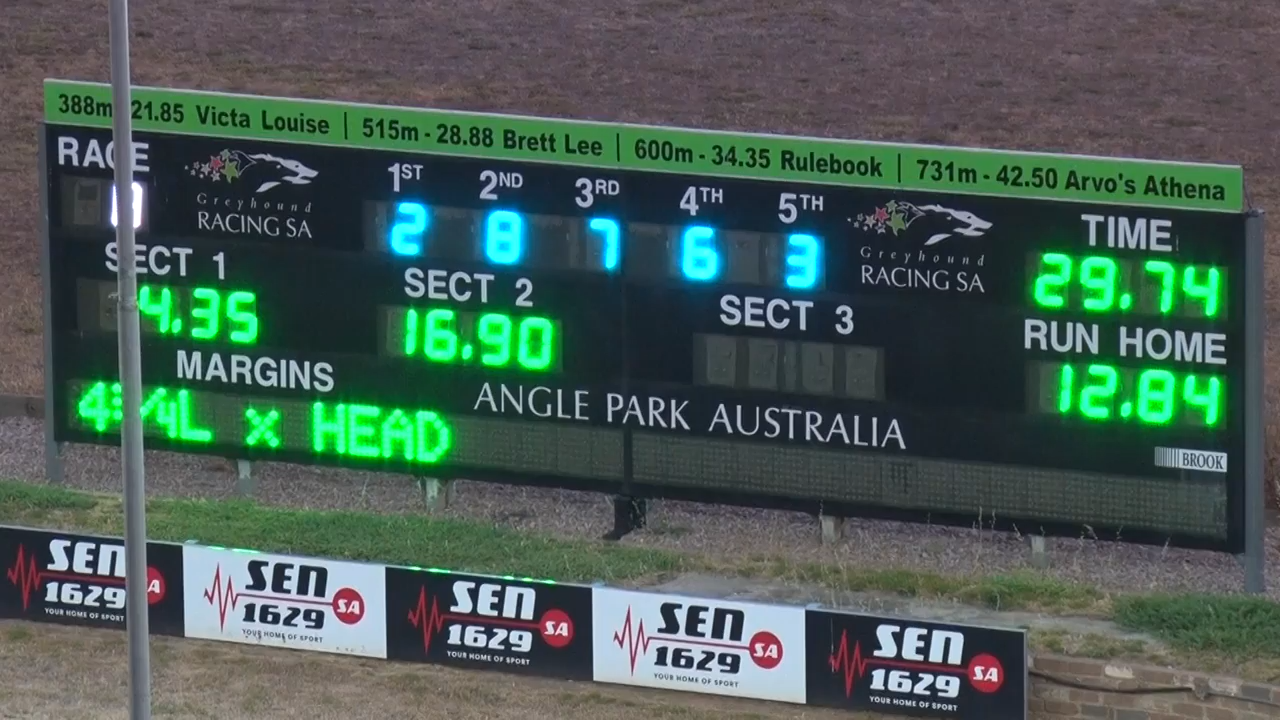 388m 21.85 Victa Louise | 515m - 28.88 Brett Lee | 600m - 34.35 Rulebook | 731m - 42.50 Arvo's Athena
RACE
Greyhound
RACING SA
1ST 2ND 3RD 4TH 5TH
2 8 7 6 3
Greyhound
RACING SA
TIME
29.74
SECT 1
4.35
SECT 2
16.90
SECT 3
RUN HOME
12.84
MARGINS
4 3/4L x HEAD
ANGLE PARK AUSTRALIA
BROOK
SEN
1629
SA
YOUR HOME OF SPORT
SEN
1629
SA
YOUR HOME OF SPORT
SEN
1629
SA
YOUR HOME OF SPORT
SEN
1629
SA
YOUR HOME OF SPORT
SEN
1629
SA
YOUR HOME OF SPORT